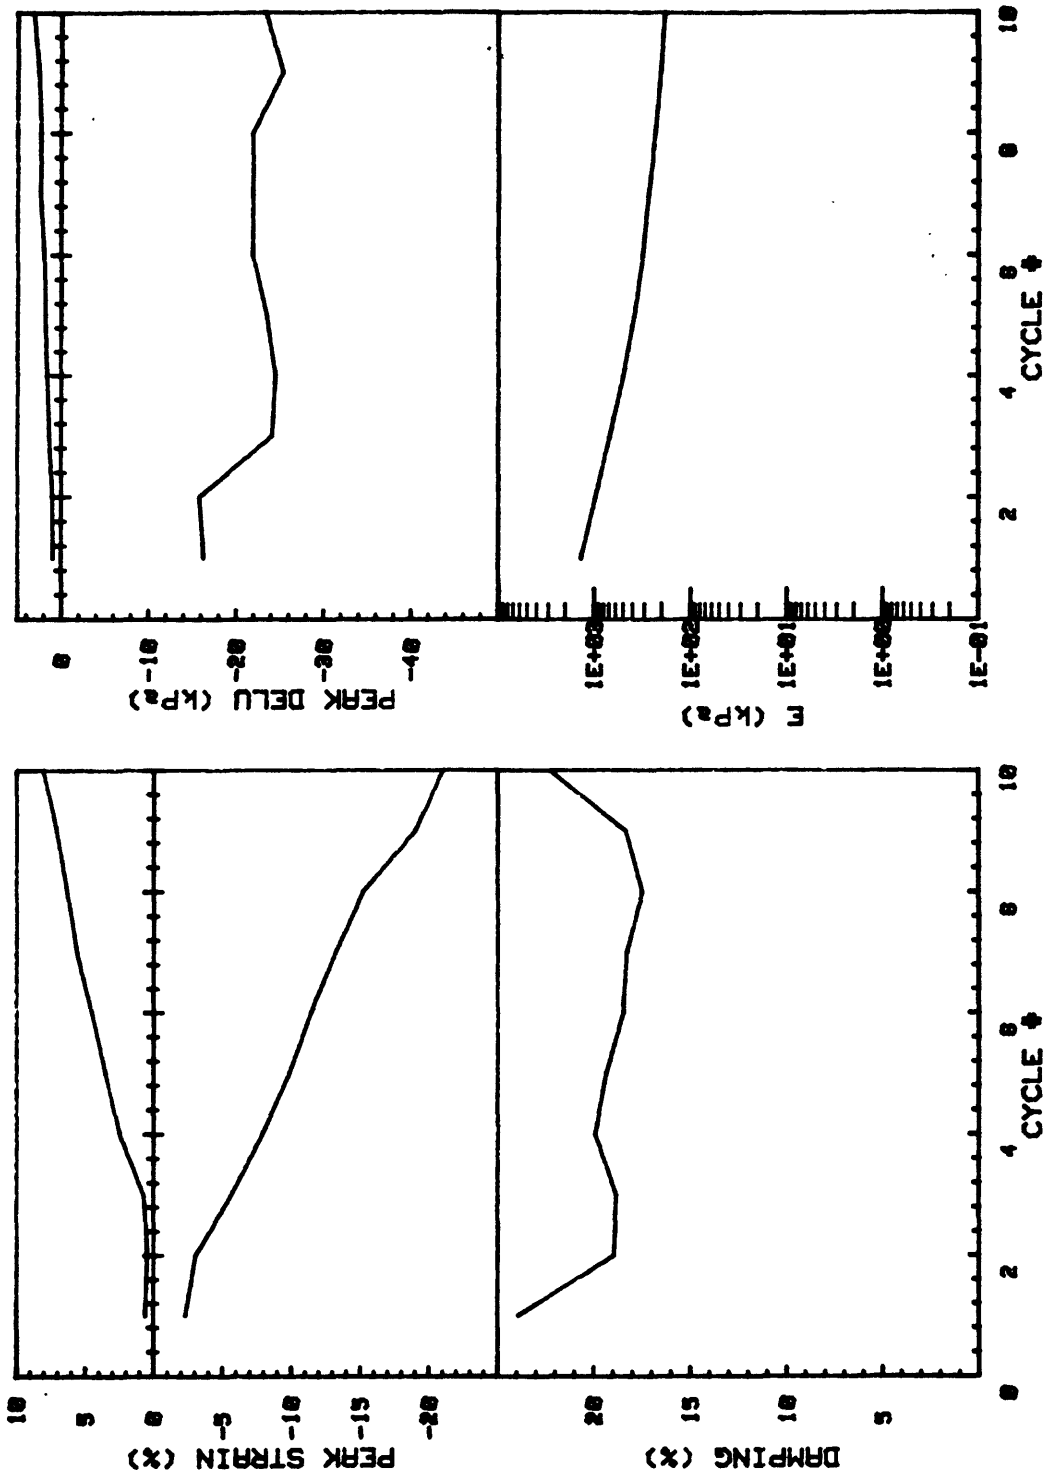 10
5
0
-5
-10
-15
-20
PEAK STRAIN (%)
20
15
10
5
DAMPING (%)
0 2 4 6 8 10
CYCLE #
0
-10
-20
-30
-40
PEAK DELU (kPa)
1E+03
1E+02
1E+01
1E+00
1E-01
E (kPa)
2 4 6 8 10
CYCLE #